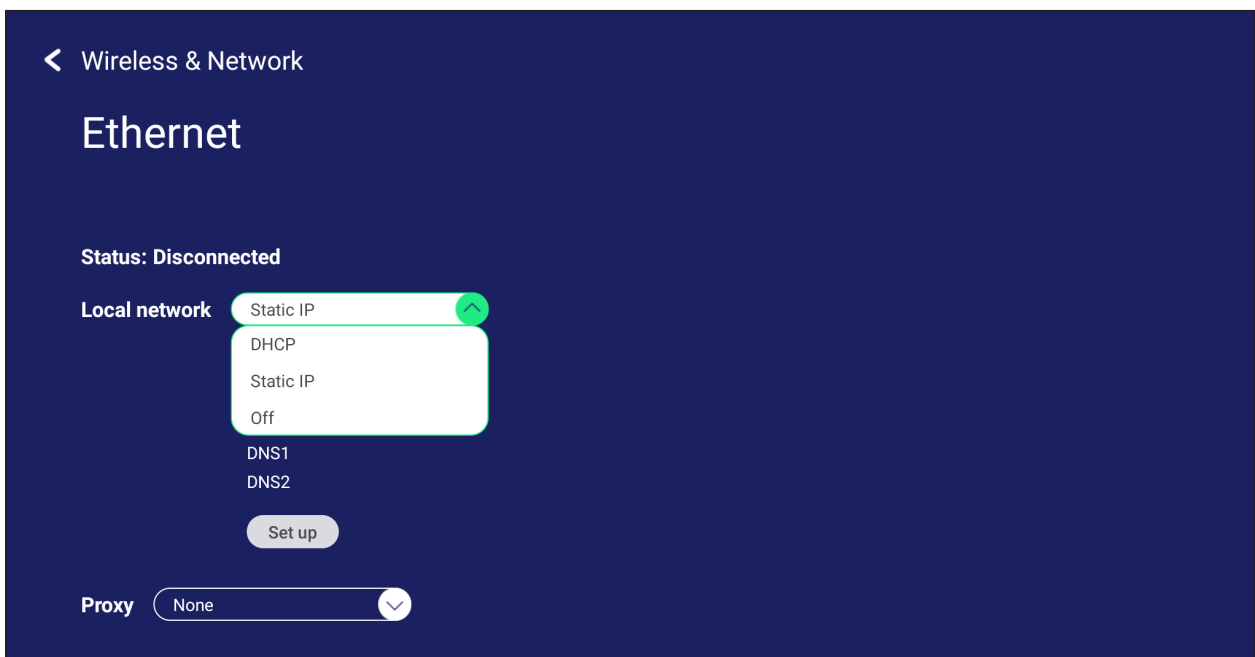 Wireless & Network
Ethernet
Status: Disconnected
Local network Static IP
DHCP
Static IP
Off
DNS1
DNS2
Set up
Proxy None